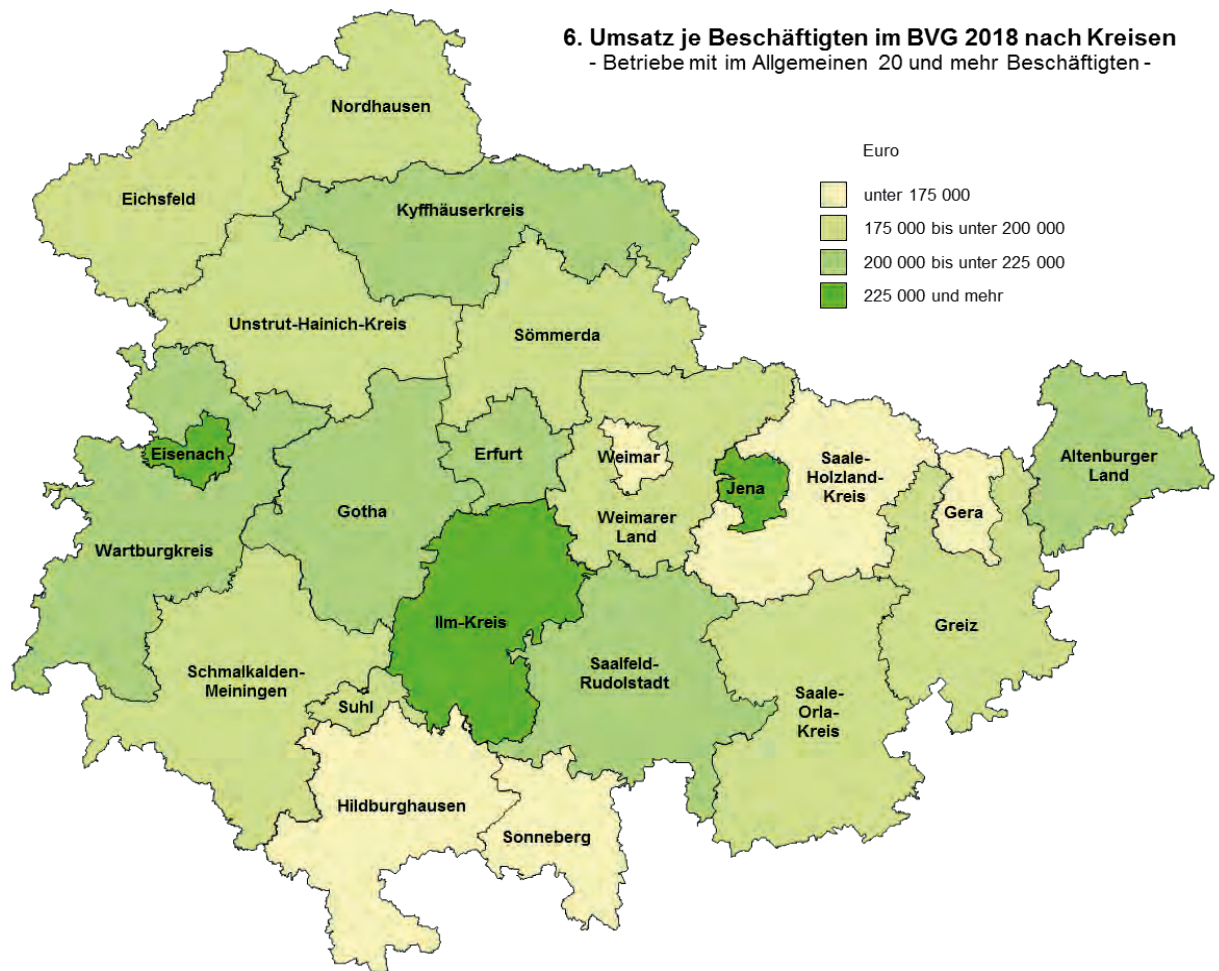 6. Umsatz je Beschäftigten im BVG 2018 nach Kreisen
- Betriebe mit im Allgemeinen 20 und mehr Beschäftigten -
Euro
unter 175 000
175 000 bis unter 200 000
200 000 bis unter 225 000
225 000 und mehr
Nordhausen
Eichsfeld
Kyffhäuserkreis
Unstrut-Hainich-Kreis
Sömmerda
Eisenach
Erfurt
Weimar
Jena
Saale-
Holzland-
Kreis
Gera
Altenburger
Land
Gotha
Weimarer
Land
Wartburgkreis
Ilm-Kreis
Greiz
Schmalkalden-
Meiningen
Suhl
Saalfeld-
Rudolstadt
Saale-
Orla-
Kreis
Hildburghausen
Sonneberg